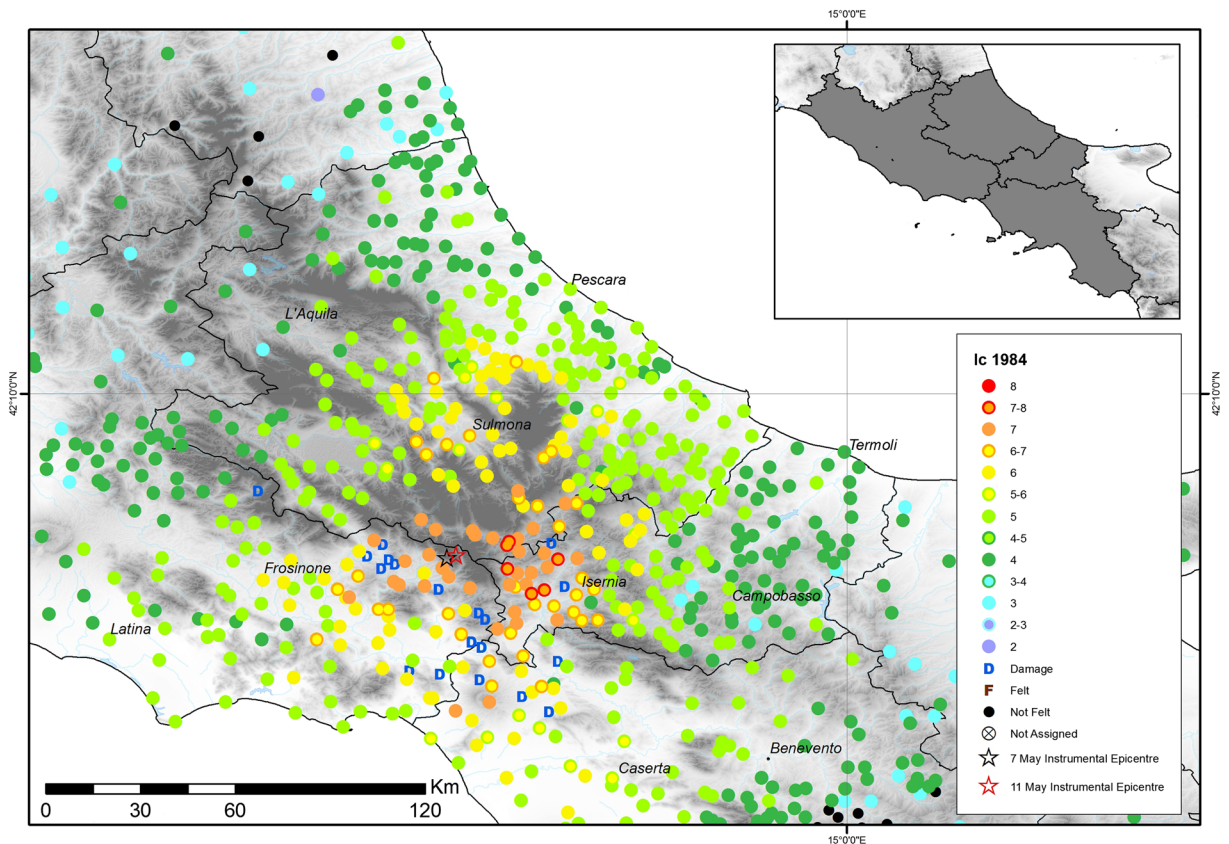 15°0'0"E
Pescara
L'Aquila
Ic 1984
8
7-8
7
42°10'0"N
42°10'0"N
6-7
Sulmona
Termoli
6
5-6
5
D
4-5
D
D
4
D
D
D
D
Frosinone
D
Isernia
3-4
D
D
Campobasso
3
D
D
Latina
2-3
D
D
2
D
D Damage
D
D
D
F Felt
D
D
Not Felt
Not Assigned
Benevento
7 May Instrumental Epicentre
Caserta
11 May Instrumental Epicentre
Km
0 30 60 120
15°0'0"E